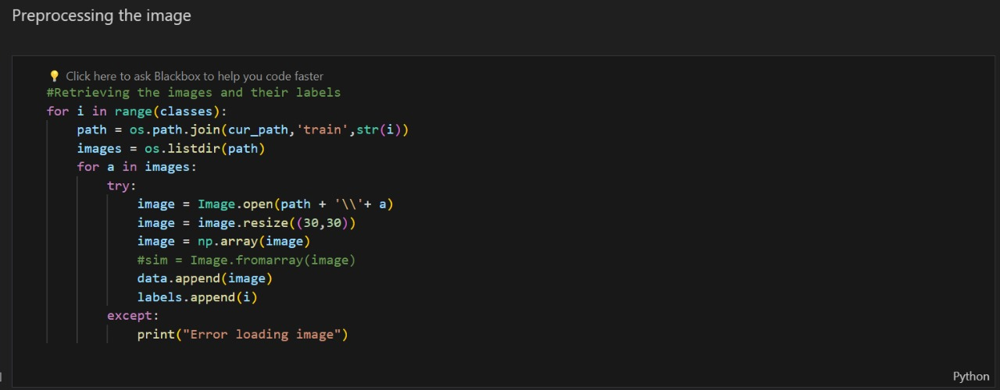 Preprocessing the image
💡 Click here to ask Blackbox to help you code faster
#Retrieving the images and their labels
for i in range(classes):
    path = os.path.join(cur_path,'train',str(i))
    images = os.listdir(path)
    for a in images:
        try:
            image = Image.open(path + '\\'+ a)
            image = image.resize((30,30))
            image = np.array(image)
            #sim = Image.fromarray(image)
            data.append(image)
            labels.append(i)
        except:
            print("Error loading image")
Python